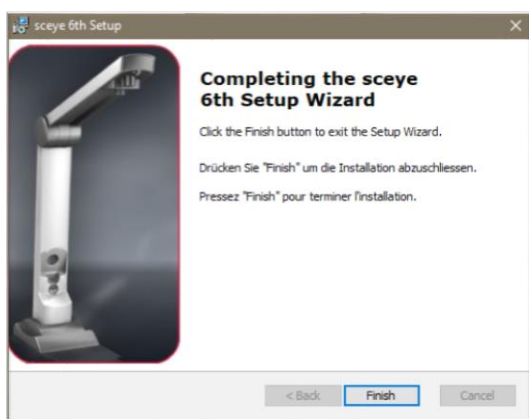 sceye 6th Setup
Completing the sceye
6th Setup Wizard
Click the Finish button to exit the Setup Wizard.
Drücken Sie "Finish" um die Installation abzuschliessen.
Pressez "Finish" pour terminer l'installation.
< Back Finish Cancel